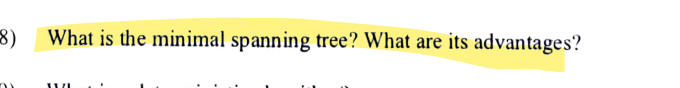 8) What is the minimal spanning tree? What are its advantages?